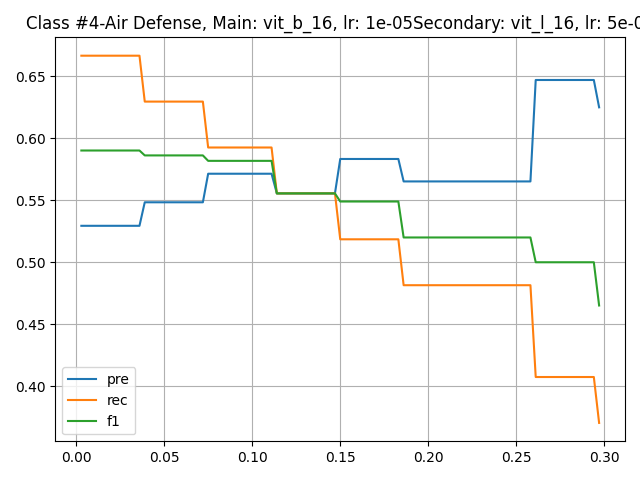 Class #4-Air Defense, Main: vit_b_16, lr: 1e-05Secondary: vit_l_16, lr: 5e-0
0.65
0.60
0.55
0.50
0.45
0.40
pre
rec
f1
0.00 0.05 0.10 0.15 0.20 0.25 0.30